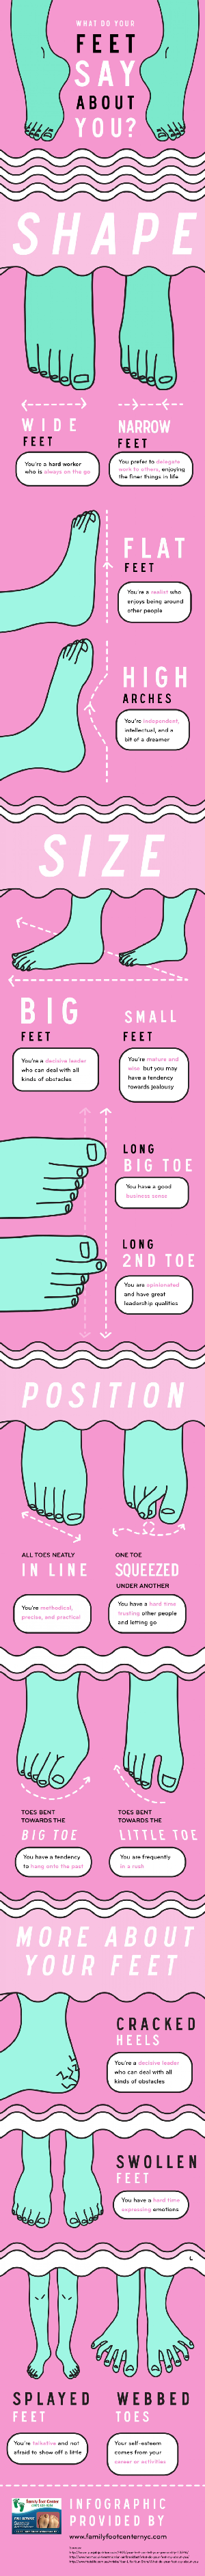 WHAT DO YOUR
FEET
SAY
ABOUT
YOU?
SHAPE
WIDE
FEET
You're a hard worker
who is always on the go
NARROW
FEET
You prefer to delegate
work to others, enjoying
the finer things in life
FLAT
FEET
You're a realist who
enjoys being around
other people
HIGH
ARCHES
You're independent,
intellectual, and a
bit of a dreamer
SIZE
BIG
FEET
You're a decisive leader
who can deal with all
kinds of obstacles
SMALL
FEET
You're mature and
wise but you may
have a tendency
towards jealousy
LONG
BIG TOE
You have a good
business sense
LONG
2ND TOE
You are opinionated
and have great
leadership qualities
POSITION
ALL TOES NEATLY
IN LINE
You're methodical,
precise, and practical
ONE TOE
SQUEEZED
UNDER ANOTHER
You have a hard time
trusting other people
and letting go
TOES BENT
TOWARDS THE
BIG TOE
You have a tendency
to hang onto the past
TOES BENT
TOWARDS THE
LITTLE TOE
You are frequently
in a rush
MORE ABOUT
YOUR FEET
CRACKED
HEELS
You're a decisive leader
who can deal with all
kinds of obstacles
SWOLLEN
FEET
You have a hard time
expressing emotions
SPLAYED
FEET
You're talkative and not
afraid to show off a little
WEBBED
TOES
Your self-esteem
comes from your
career or activities
Family Foot Center
INFOGRAPHIC
PROVIDED BY
www.familyfootcenternyc.com